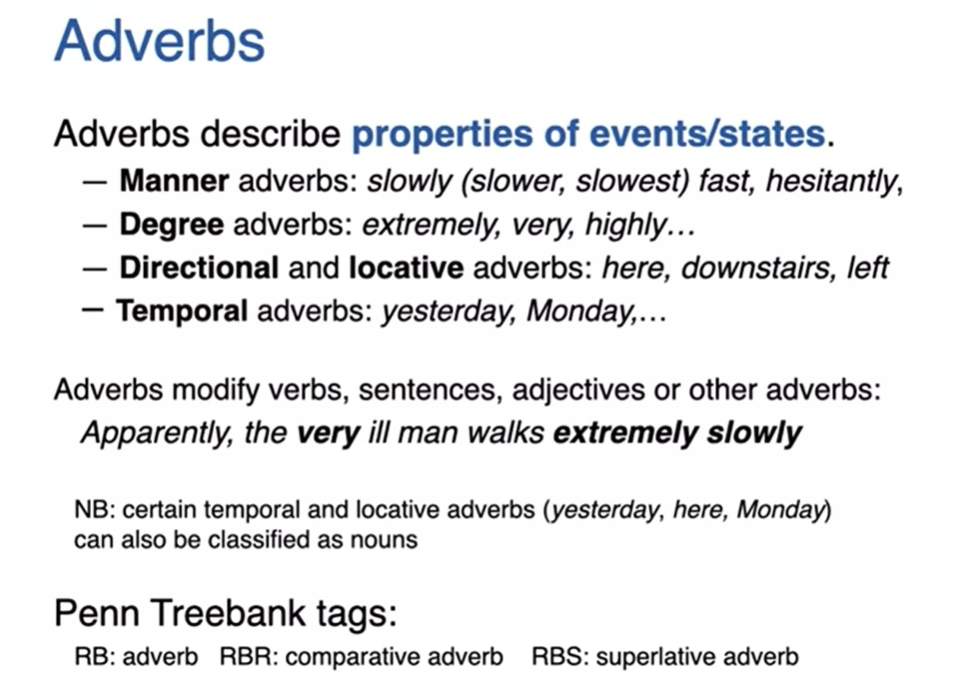 Adverbs
Adverbs describe properties of events/states.
— Manner adverbs: slowly (slower, slowest) fast, hesitantly,
— Degree adverbs: extremely, very, highly…
— Directional and locative adverbs: here, downstairs, left
— Temporal adverbs: yesterday, Monday,…
Adverbs modify verbs, sentences, adjectives or other adverbs:
Apparently, the very ill man walks extremely slowly
NB: certain temporal and locative adverbs (yesterday, here, Monday)
can also be classified as nouns
Penn Treebank tags:
RB: adverb RBR: comparative adverb RBS: superlative adverb